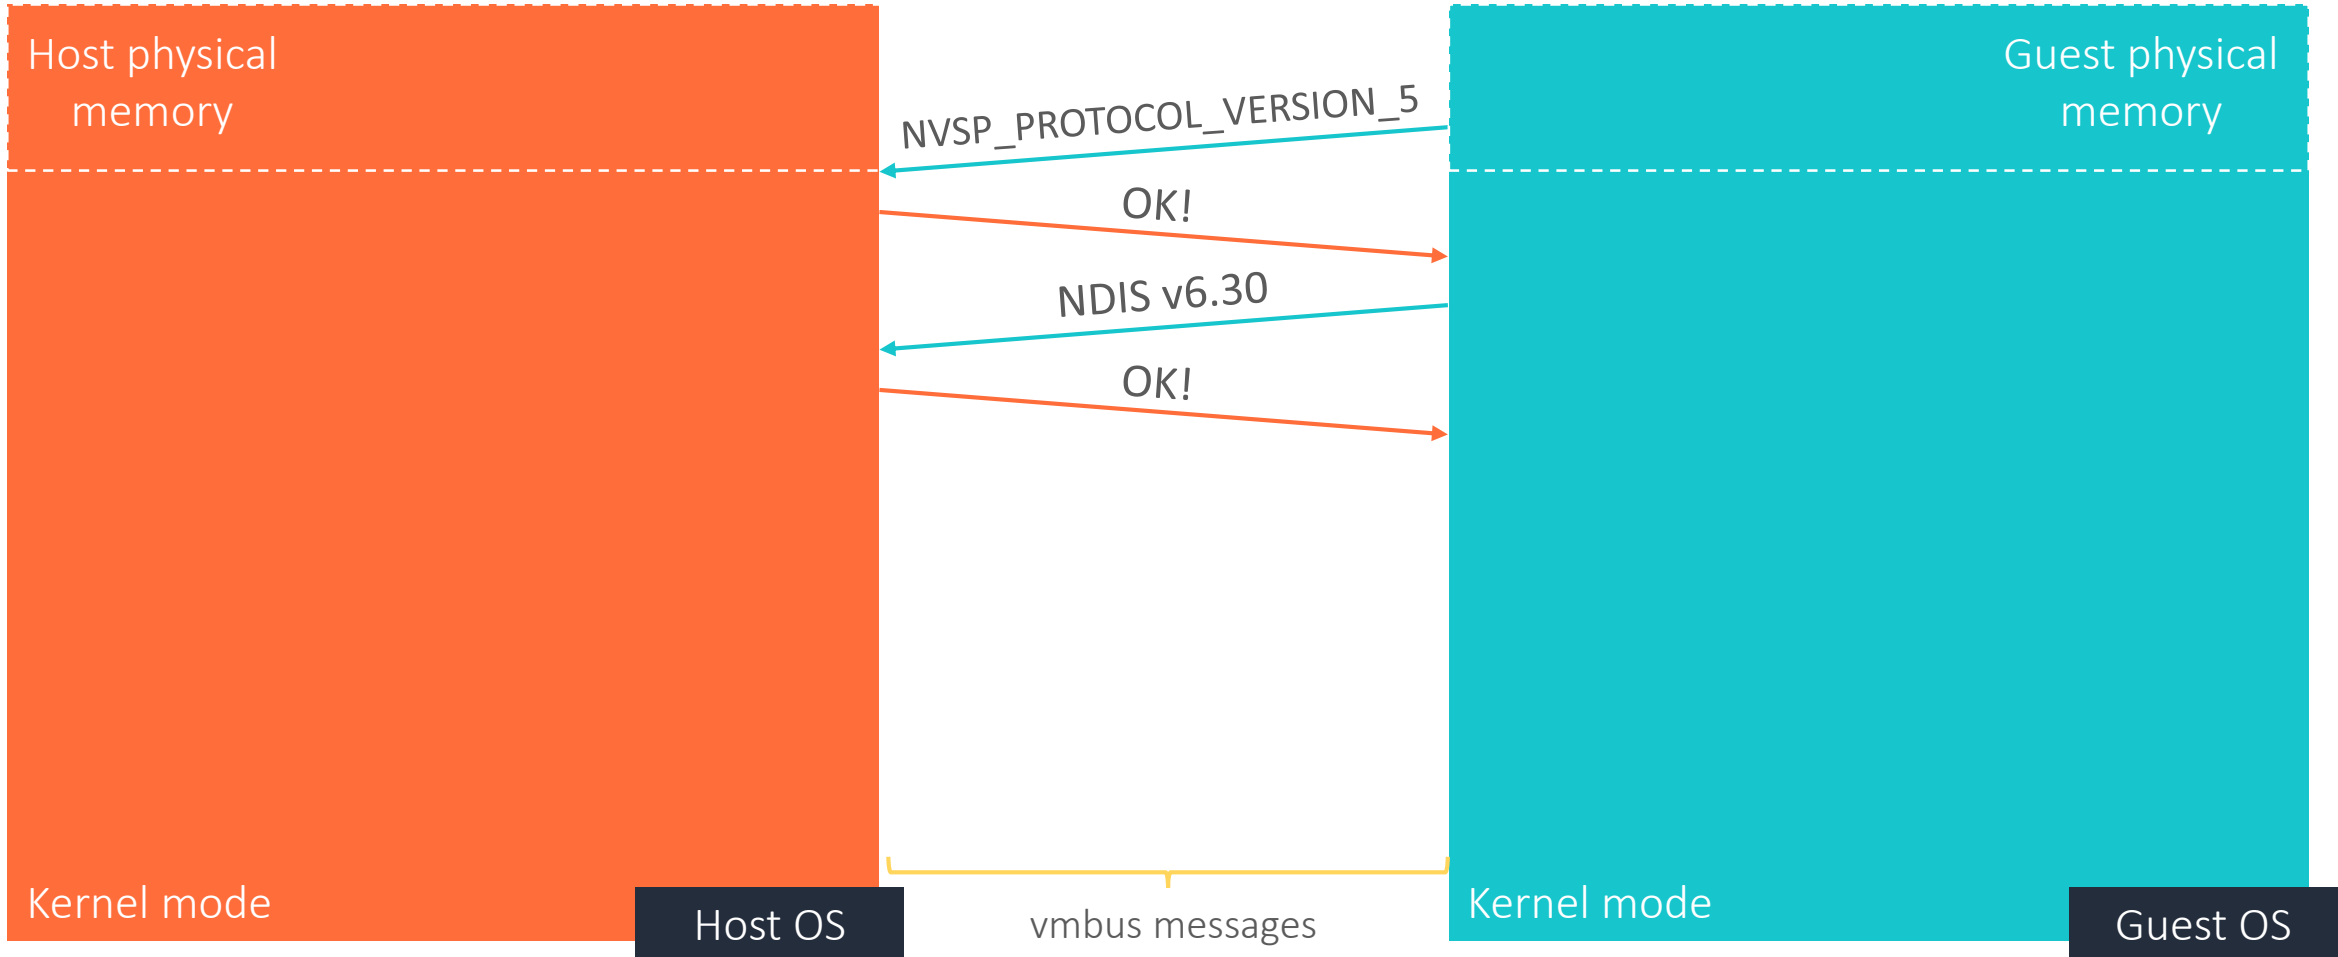 Host physical
memory
Guest physical
memory
NVSP_PROTOCOL_VERSION_5
OK!
NDIS v6.30
OK!
Kernel mode
Host OS
vmbus messages
Kernel mode
Guest OS